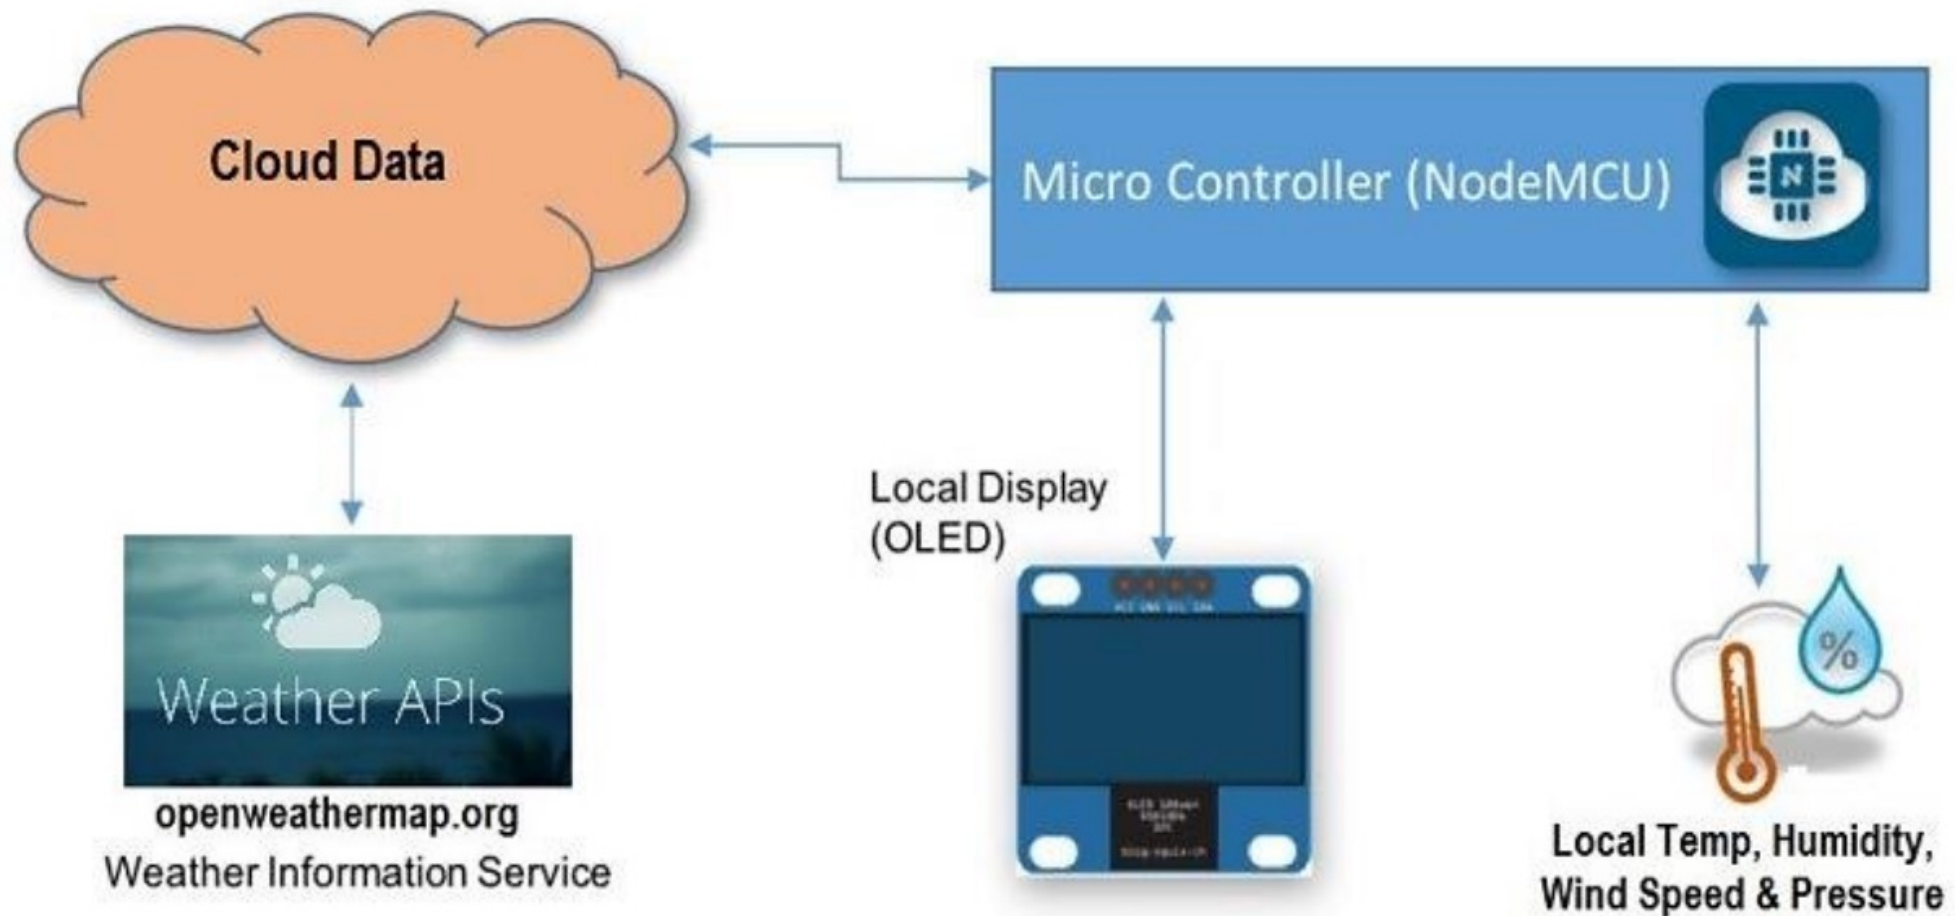 Cloud Data
Micro Controller (NodeMCU)
Local Display
(OLED)
Weather APIs
openweathermap.org
Weather Information Service
%
Local Temp, Humidity,
Wind Speed & Pressure